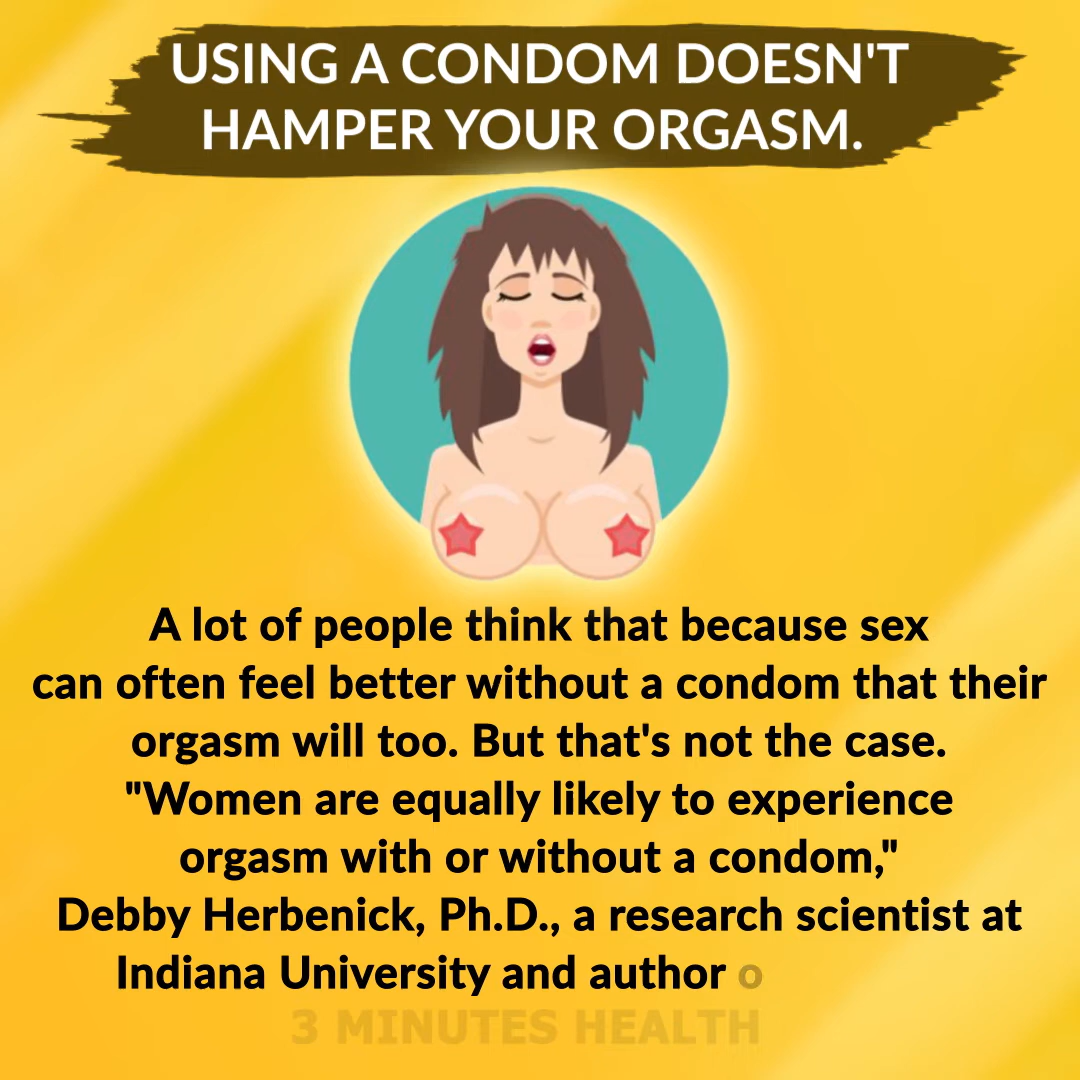 USING A CONDOM DOESN'T
HAMPER YOUR ORGASM.
A lot of people think that because sex
can often feel better without a condom that their
orgasm will too. But that's not the case.
"Women are equally likely to experience
orgasm with or without a condom,"
Debby Herbenick, Ph.D., a research scientist at
Indiana University and author o
3 MINUTES HEALTH